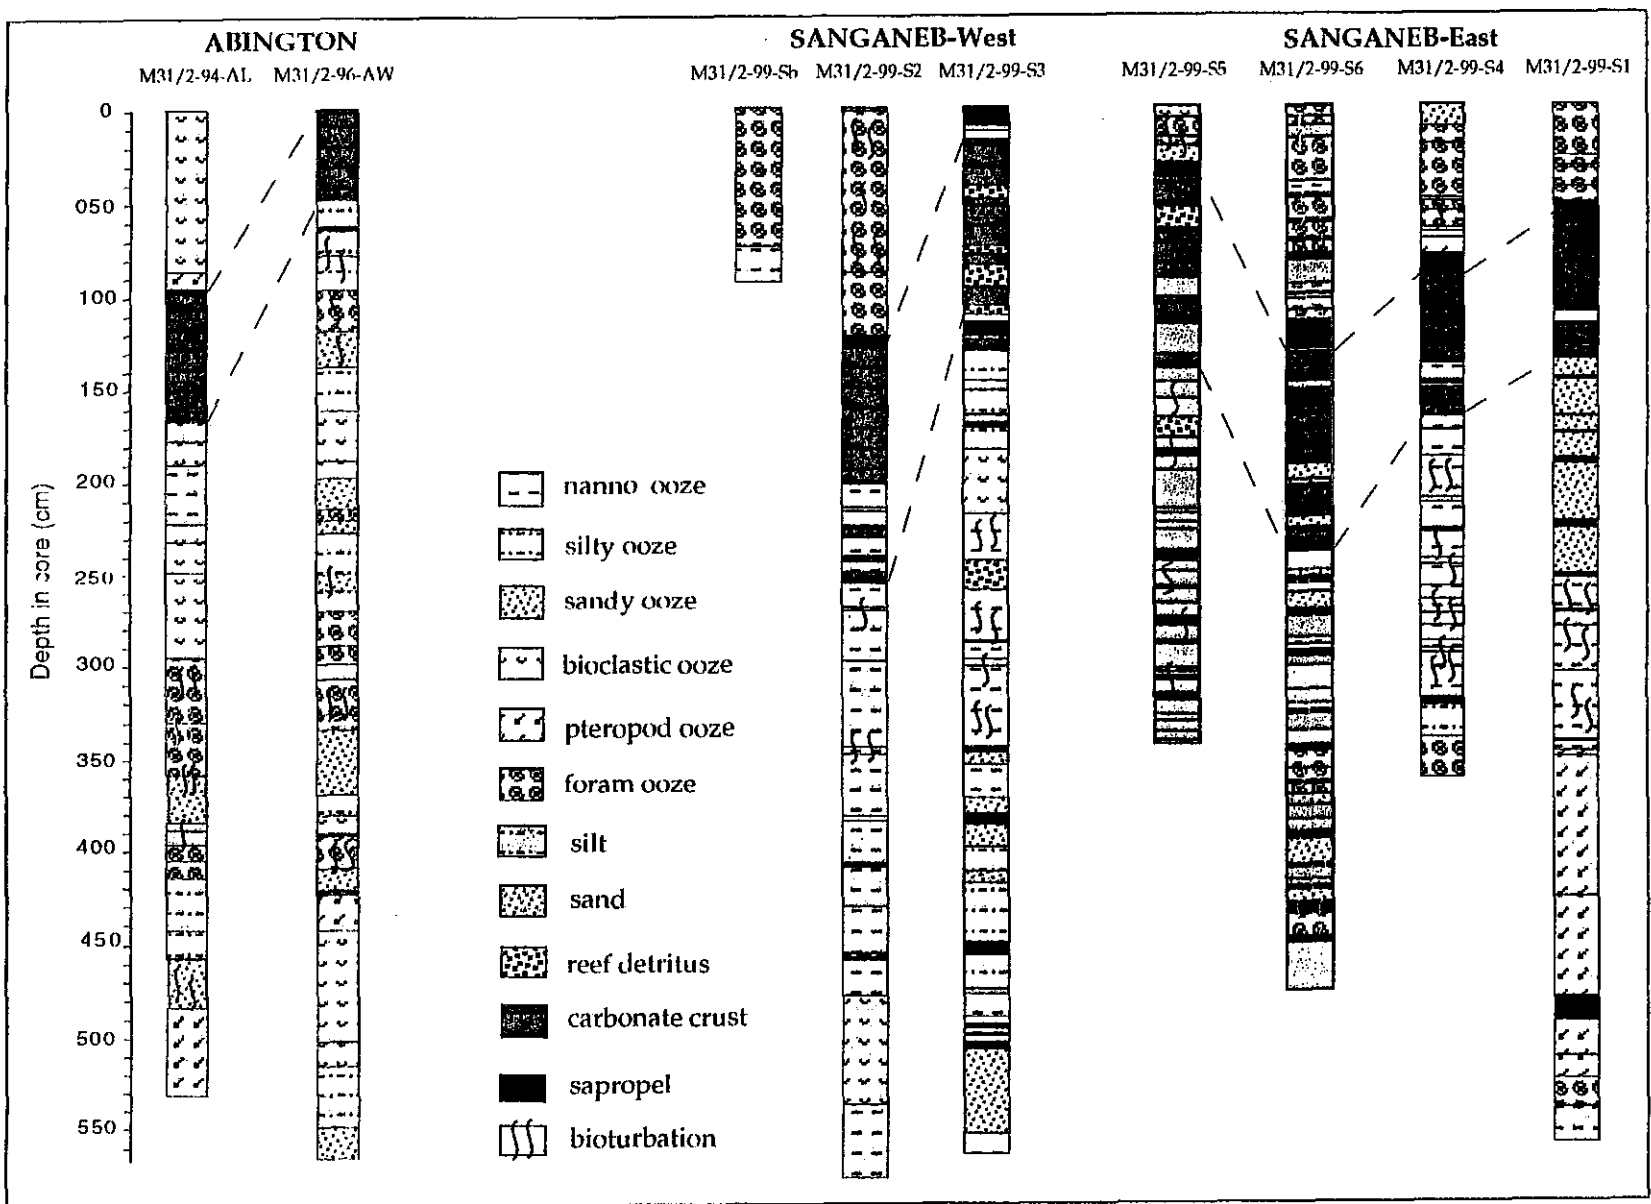 ABINGTON
SANGANEB-West
SANGANEB-East
M31/2-94-AL
M31/2-96-AW
M31/2-99-Sb
M31/2-99-S2
M31/2-99-S3
M31/2-99-S5
M31/2-99-S6
M31/2-99-S4
M31/2-99-S1
Depth in core (cm)
0
050
100
150
200
250
300
350
400
450
500
550
nanno ooze
silty ooze
sandy ooze
bioclastic ooze
pteropod ooze
foram ooze
silt
sand
reef detritus
carbonate crust
sapropel
bioturbation